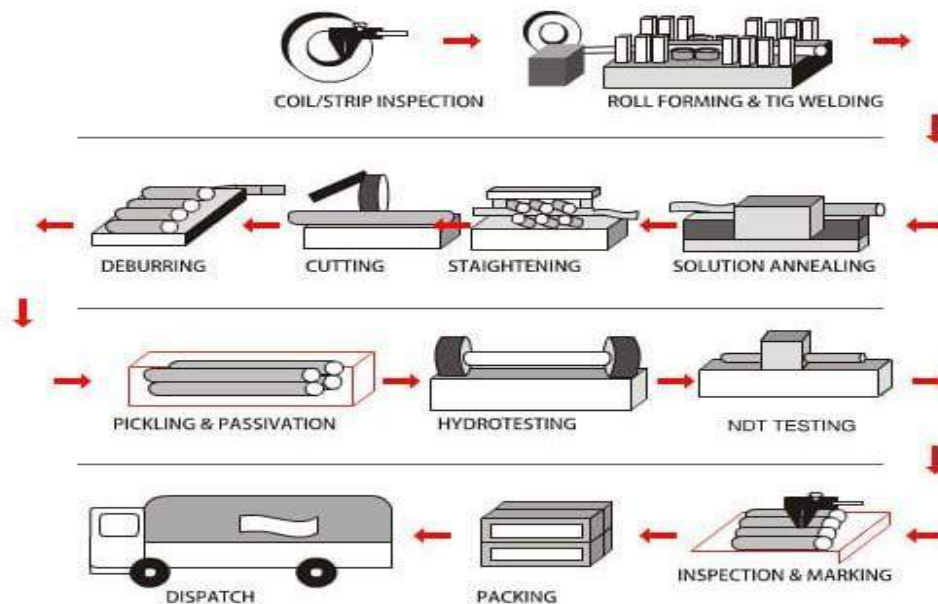 COIL/STRIP INSPECTION
ROLL FORMING & TIG WELDING
DEBURRING
CUTTING
STAIGHTENING
SOLUTION ANNEALING
PICKLING & PASSIVATION
HYDROTESTING
NDT TESTING
DISPATCH
PACKING
INSPECTION & MARKING